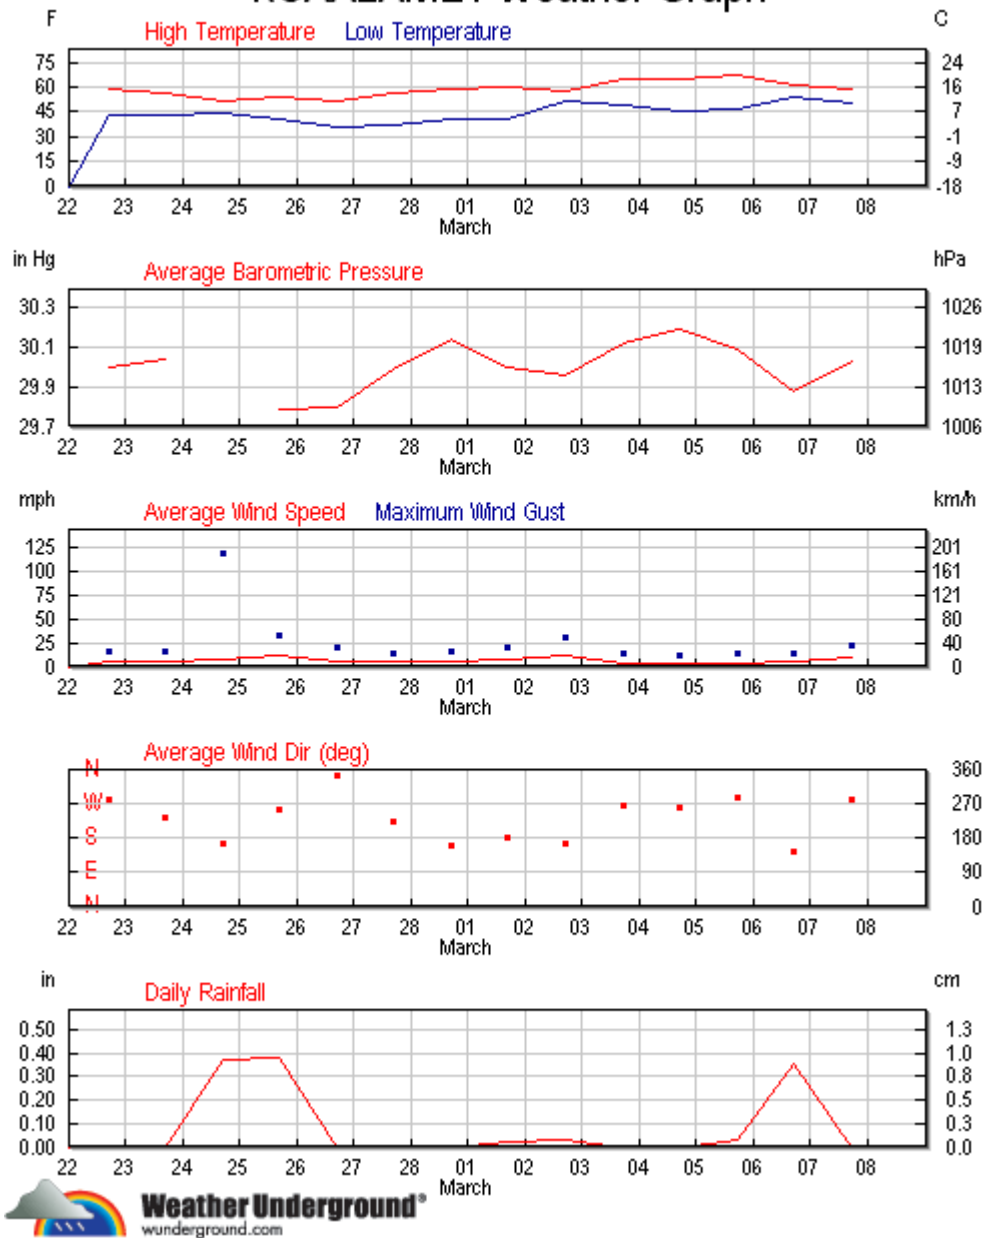 Weather Graph
F C
High Temperature Low Temperature
75 24
60 16
45 7
30 -1
15 -9
0 -18
22 23 24 25 26 27 28 01 02 03 04 05 06 07 08
March
in Hg hPa
Average Barometric Pressure
30.3 1026
30.1 1019
29.9 1013
29.7 1006
22 23 24 25 26 27 28 01 02 03 04 05 06 07 08
March
mph km/h
Average Wind Speed Maximum Wind Gust
125 201
100 161
75 121
50 80
25 40
0 0
22 23 24 25 26 27 28 01 02 03 04 05 06 07 08
March
Average Wind Dir (deg)
N 360
W 270
S 180
E 90
N 0
22 23 24 25 26 27 28 01 02 03 04 05 06 07 08
March
in cm
Daily Rainfall
0.50 1.3
0.40 1.0
0.30 0.8
0.20 0.5
0.10 0.3
0.00 0.0
22 23 24 25 26 27 28 01 02 03 04 05 06 07 08
March
Weather Underground®
wunderground.com